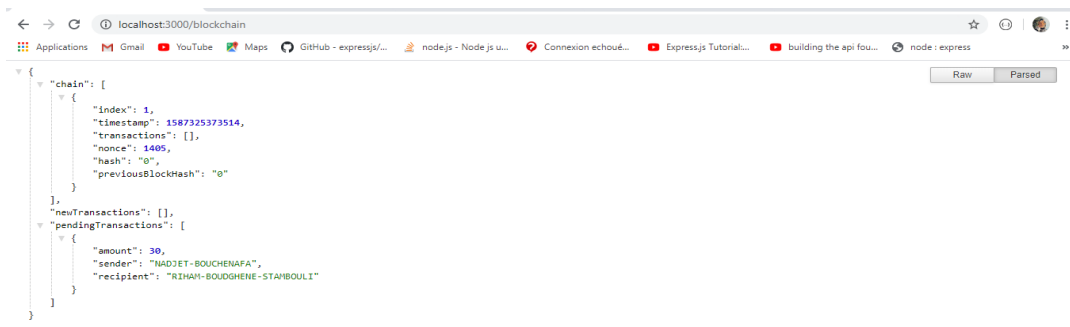 localhost:3000/blockchain
Applications Gmail YouTube Maps GitHub - expressjs/... node.js - Node js u... Connexion echoué... Express.js Tutorial:... building the api fou... node : express »
Raw Parsed
{
"chain": [
{
"index": 1,
"timestamp": 1587325373514,
"transactions": [],
"nonce": 1405,
"hash": "0",
"previousBlockHash": "0"
}
],
"newTransactions": [],
"pendingTransactions": [
{
"amount": 30,
"sender": "NADJET-BOUCHENAFA",
"recipient": "RIHAM-BOUDGHENE-STAMBOULI"
}
]
}